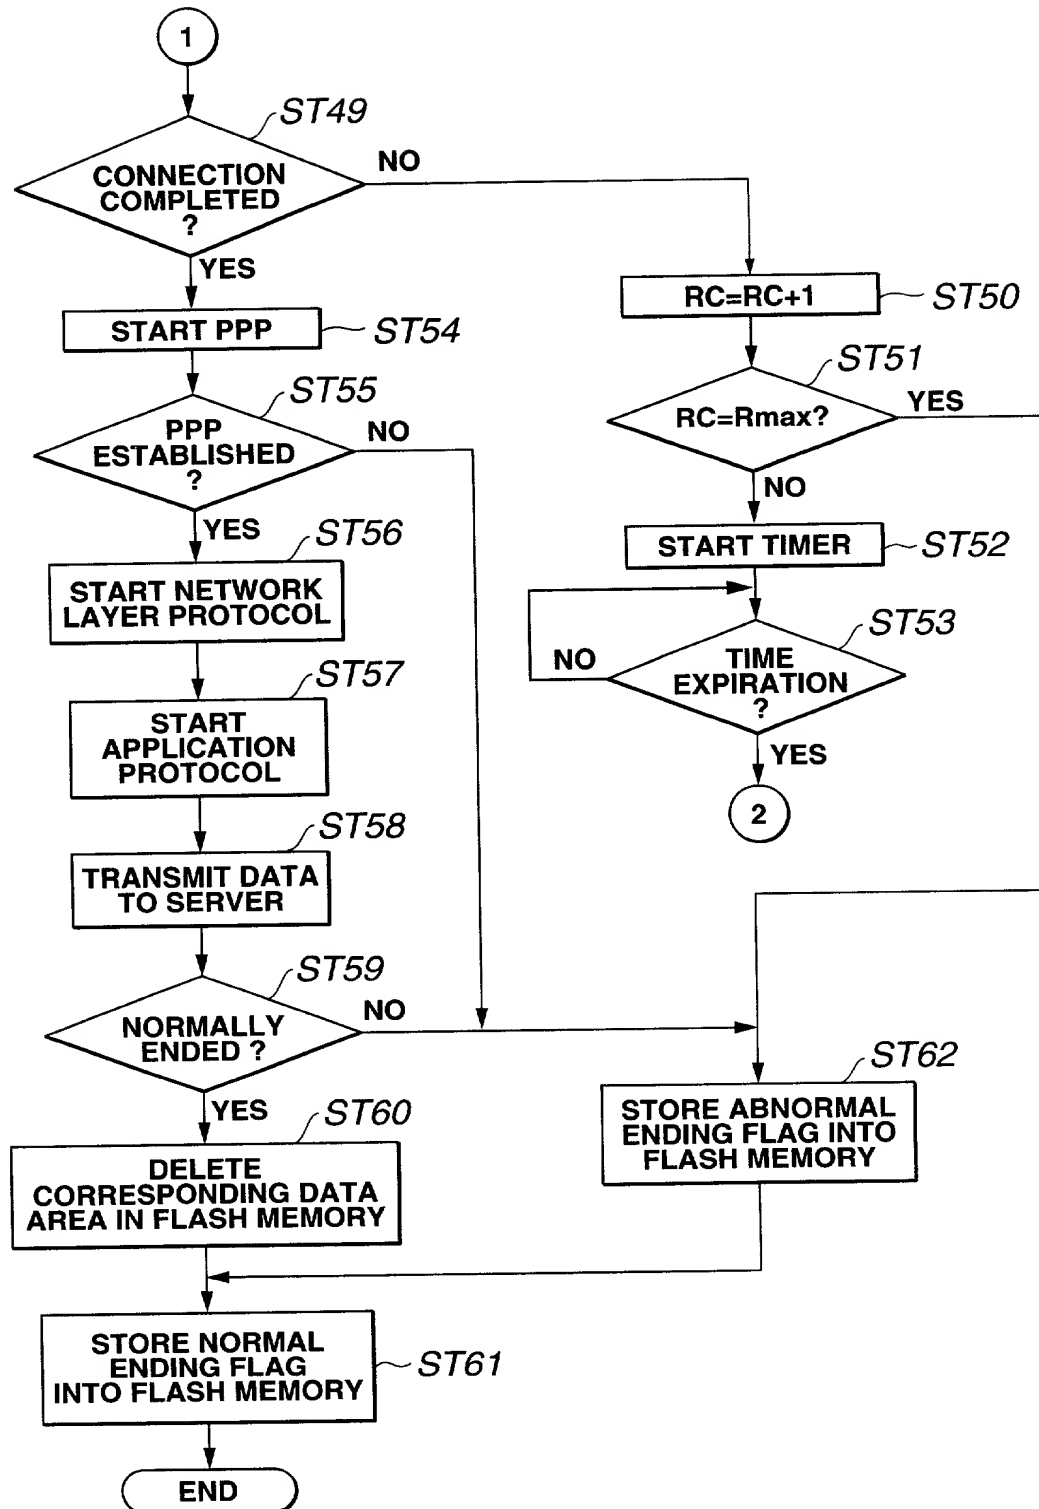 1
ST49
CONNECTION
COMPLETED
?
NO
YES
START PPP
ST54
ST55
PPP
ESTABLISHED
?
NO
YES
ST56
START NETWORK
LAYER PROTOCOL
ST57
START
APPLICATION
PROTOCOL
ST58
TRANSMIT DATA
TO SERVER
ST59
NORMALLY
ENDED ?
NO
YES
ST60
DELETE
CORRESPONDING DATA
AREA IN FLASH MEMORY
STORE NORMAL
ENDING FLAG
INTO FLASH MEMORY
ST61
END
RC=RC+1
ST50
ST51
RC=Rmax?
YES
NO
START TIMER
ST52
ST53
TIME
EXPIRATION
?
NO
YES
2
ST62
STORE ABNORMAL
ENDING FLAG INTO
FLASH MEMORY